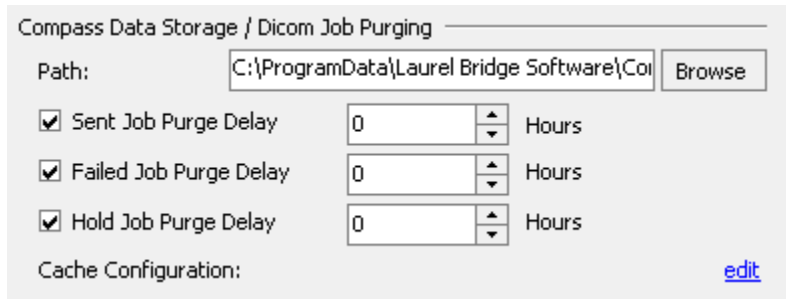 Compass Data Storage / Dicom Job Purging
Path: C:\ProgramData\Laurel Bridge Software\Co Browse
Sent Job Purge Delay 0 Hours
Failed Job Purge Delay 0 Hours
Hold Job Purge Delay 0 Hours
Cache Configuration: edit